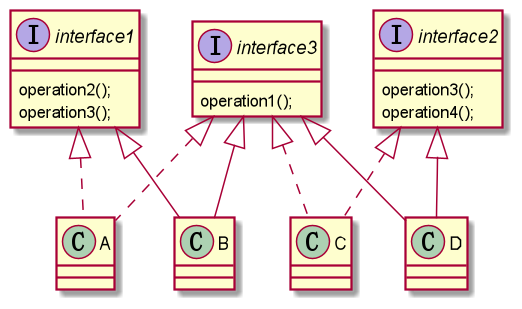 I interface1
operation2();
operation3();
I interface3
operation1();
I interface2
operation3();
operation4();
C A
C B
C C
C D